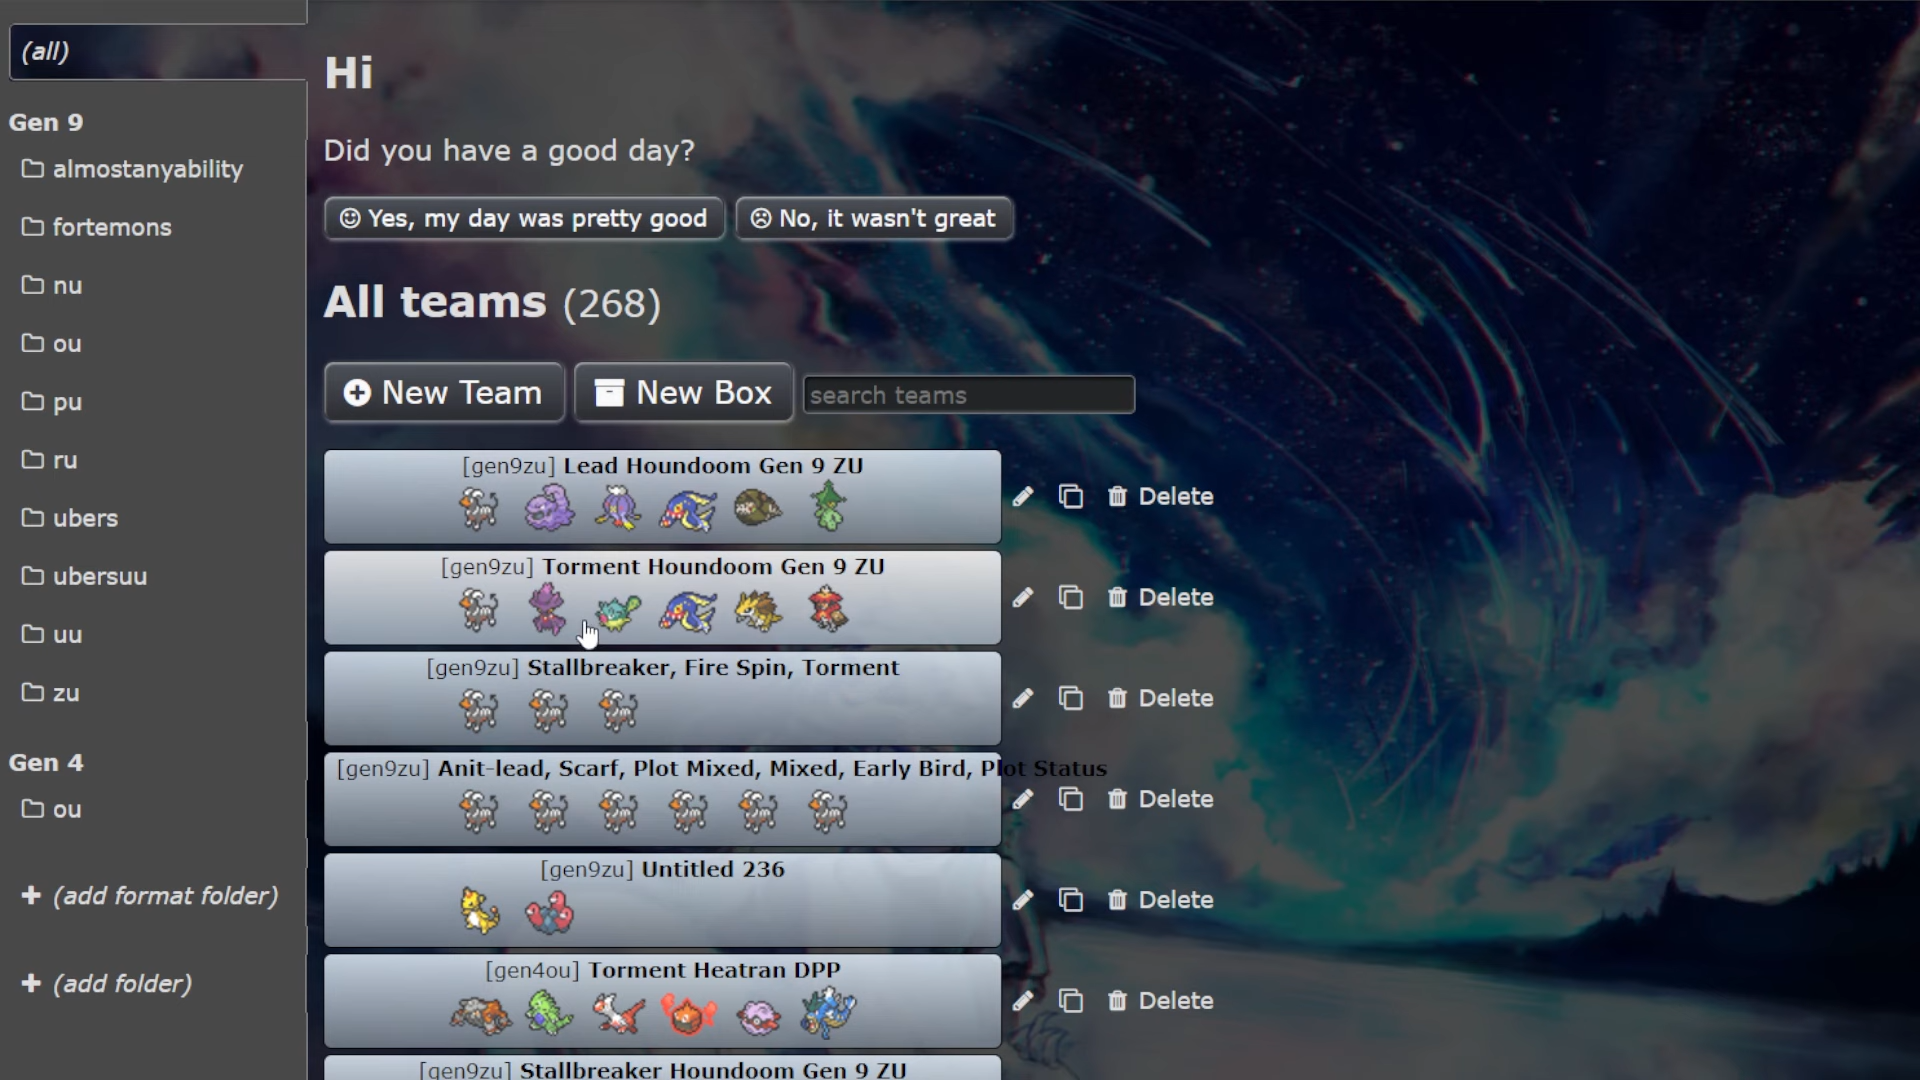 (all)
Gen 9
almostanyability
fortemons
nu
ou
pu
ru
ubers
ubersuu
uu
zu
Gen 4
ou
(add format folder)
(add folder)
Hi
Did you have a good day?
Yes, my day was pretty good
No, it wasn't great
All teams (268)
New Team
New Box
search teams
[gen9zu] Lead Houndoom Gen 9 ZU
Delete
[gen9zu] Torment Houndoom Gen 9 ZU
Delete
[gen9zu] Stallbreaker, Fire Spin, Torment
Delete
[gen9zu] Anit-lead, Scarf, Plot Mixed, Mixed, Early Bird, Plot Status
Delete
[gen9zu] Untitled 236
Delete
[gen4ou] Torment Heatran DPP
Delete
[gen9zu] Stallbreaker Houndoom Gen 9 ZU